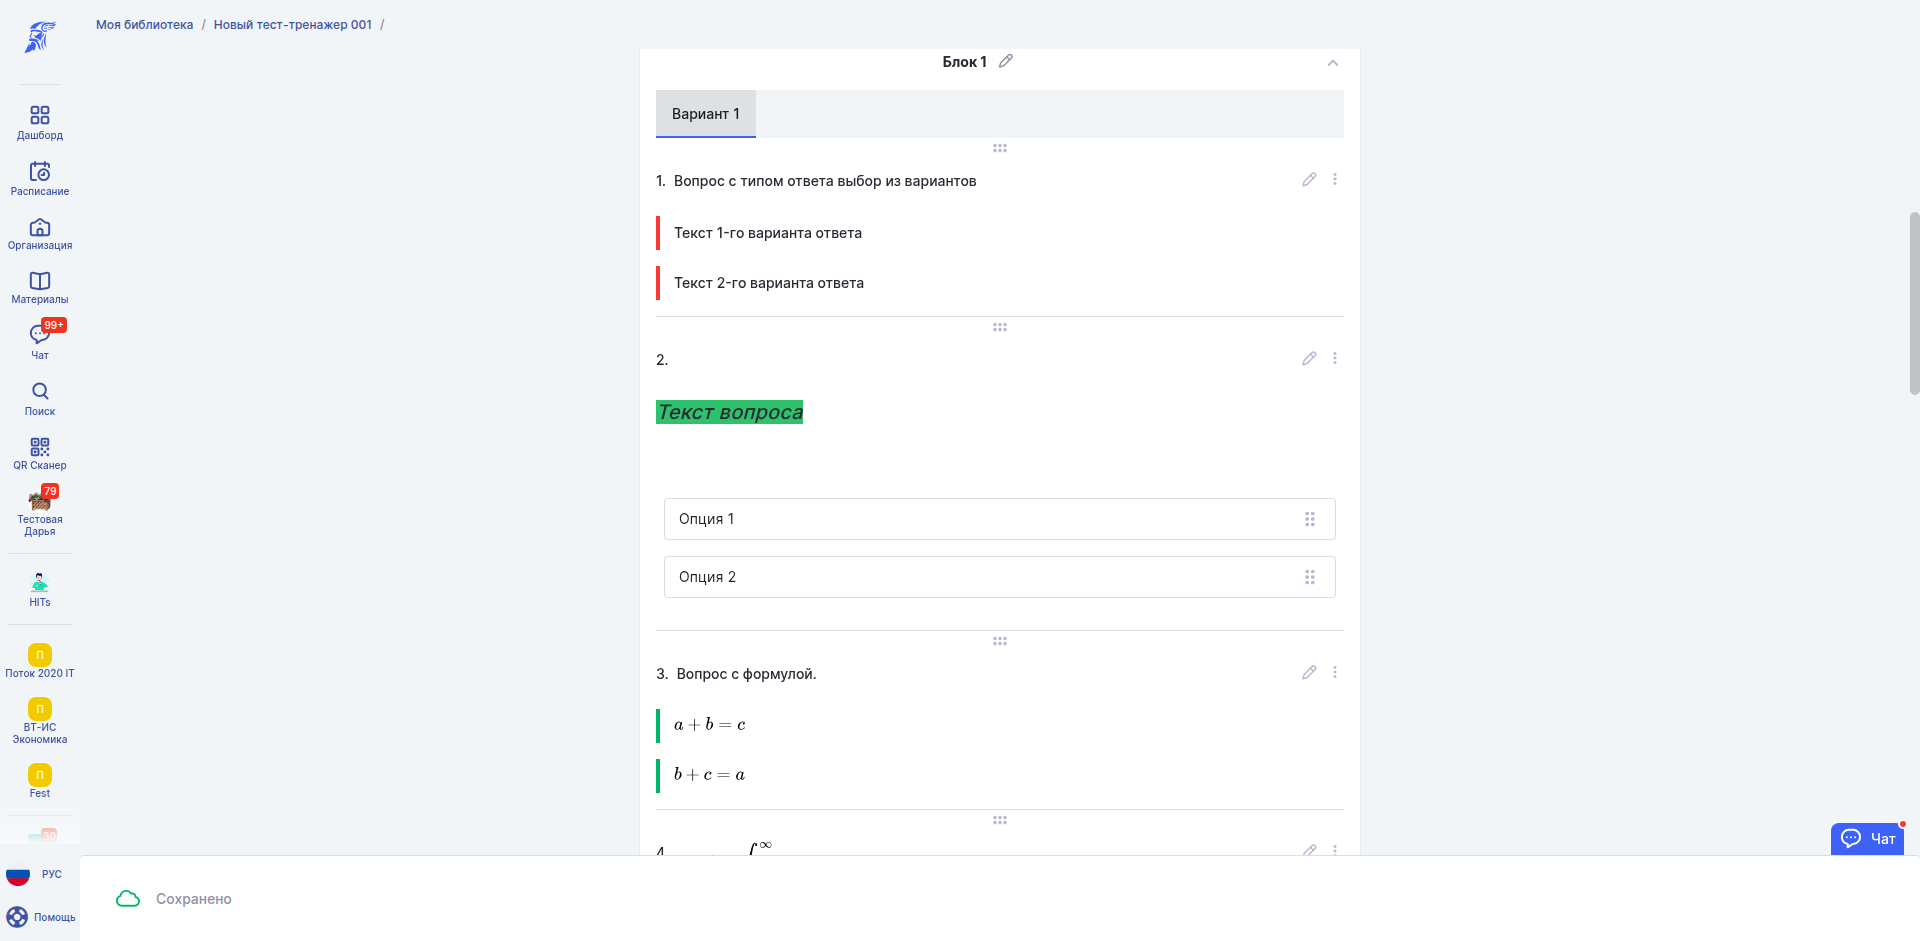 Моя библиотека / Новый тест-тренажер 001 /
Дашборд
Расписание
Организация
Материалы
99+
Чат
Поиск
QR Сканер
79
Тестовая
Дарья
HITs
П
Поток 2020 IT
П
ВТ-ИС
Экономика
П
Fest
30
РУС
Помощь
Блок 1
Вариант 1
1. Вопрос с типом ответа выбор из вариантов
Текст 1-го варианта ответа
Текст 2-го варианта ответа
2.
Текст вопроса
Опция 1
Опция 2
3. Вопрос с формулой.
a + b = c
b + c = a
4. ∫ ∞
Чат
Сохранено